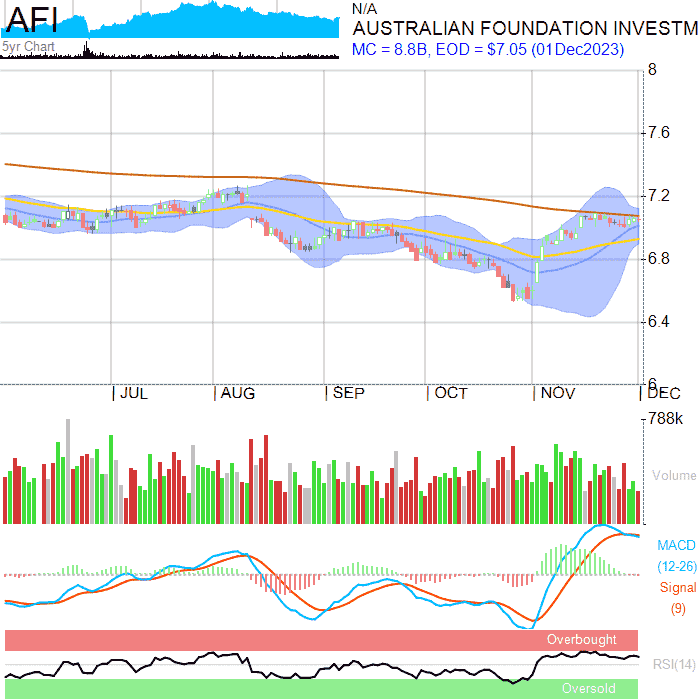 AFI
5yr Chart
N/A
AUSTRALIAN FOUNDATION INVESTM
MC = 8.8B, EOD = $7.05 (01Dec2023)
8
7.6
7.2
6.8
6.4
6
JUL AUG SEP OCT NOV DEC
788k
Volume
MACD
(12-26)
Signal
(9)
Overbought
RSI(14)
Oversold